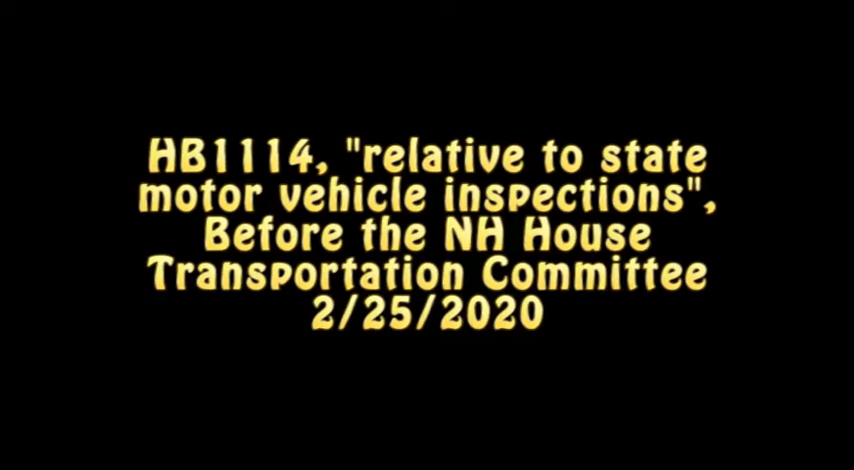 HB1114, "relative to state
motor vehicle inspections",
Before the NH House
Transportation Committee
2/25/2020